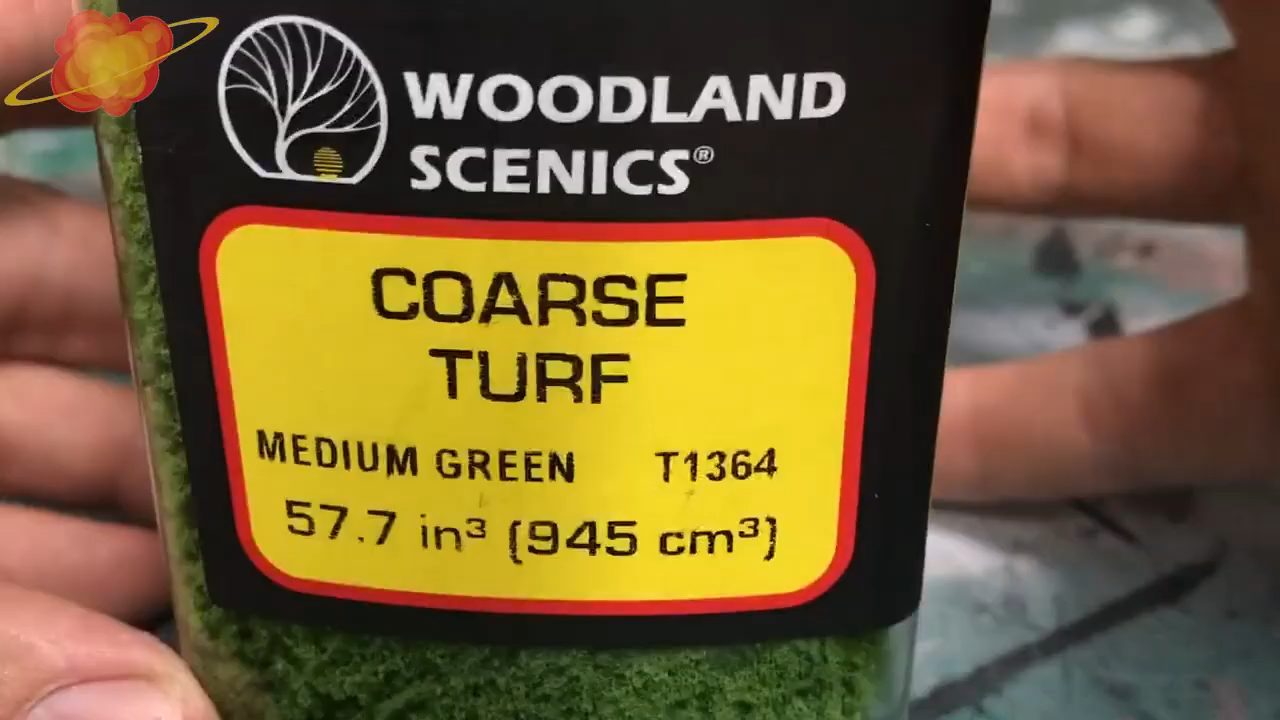 WOODLAND
SCENICS®
COARSE
TURF
MEDIUM GREEN T1364
57.7 in³ (945 cm³)